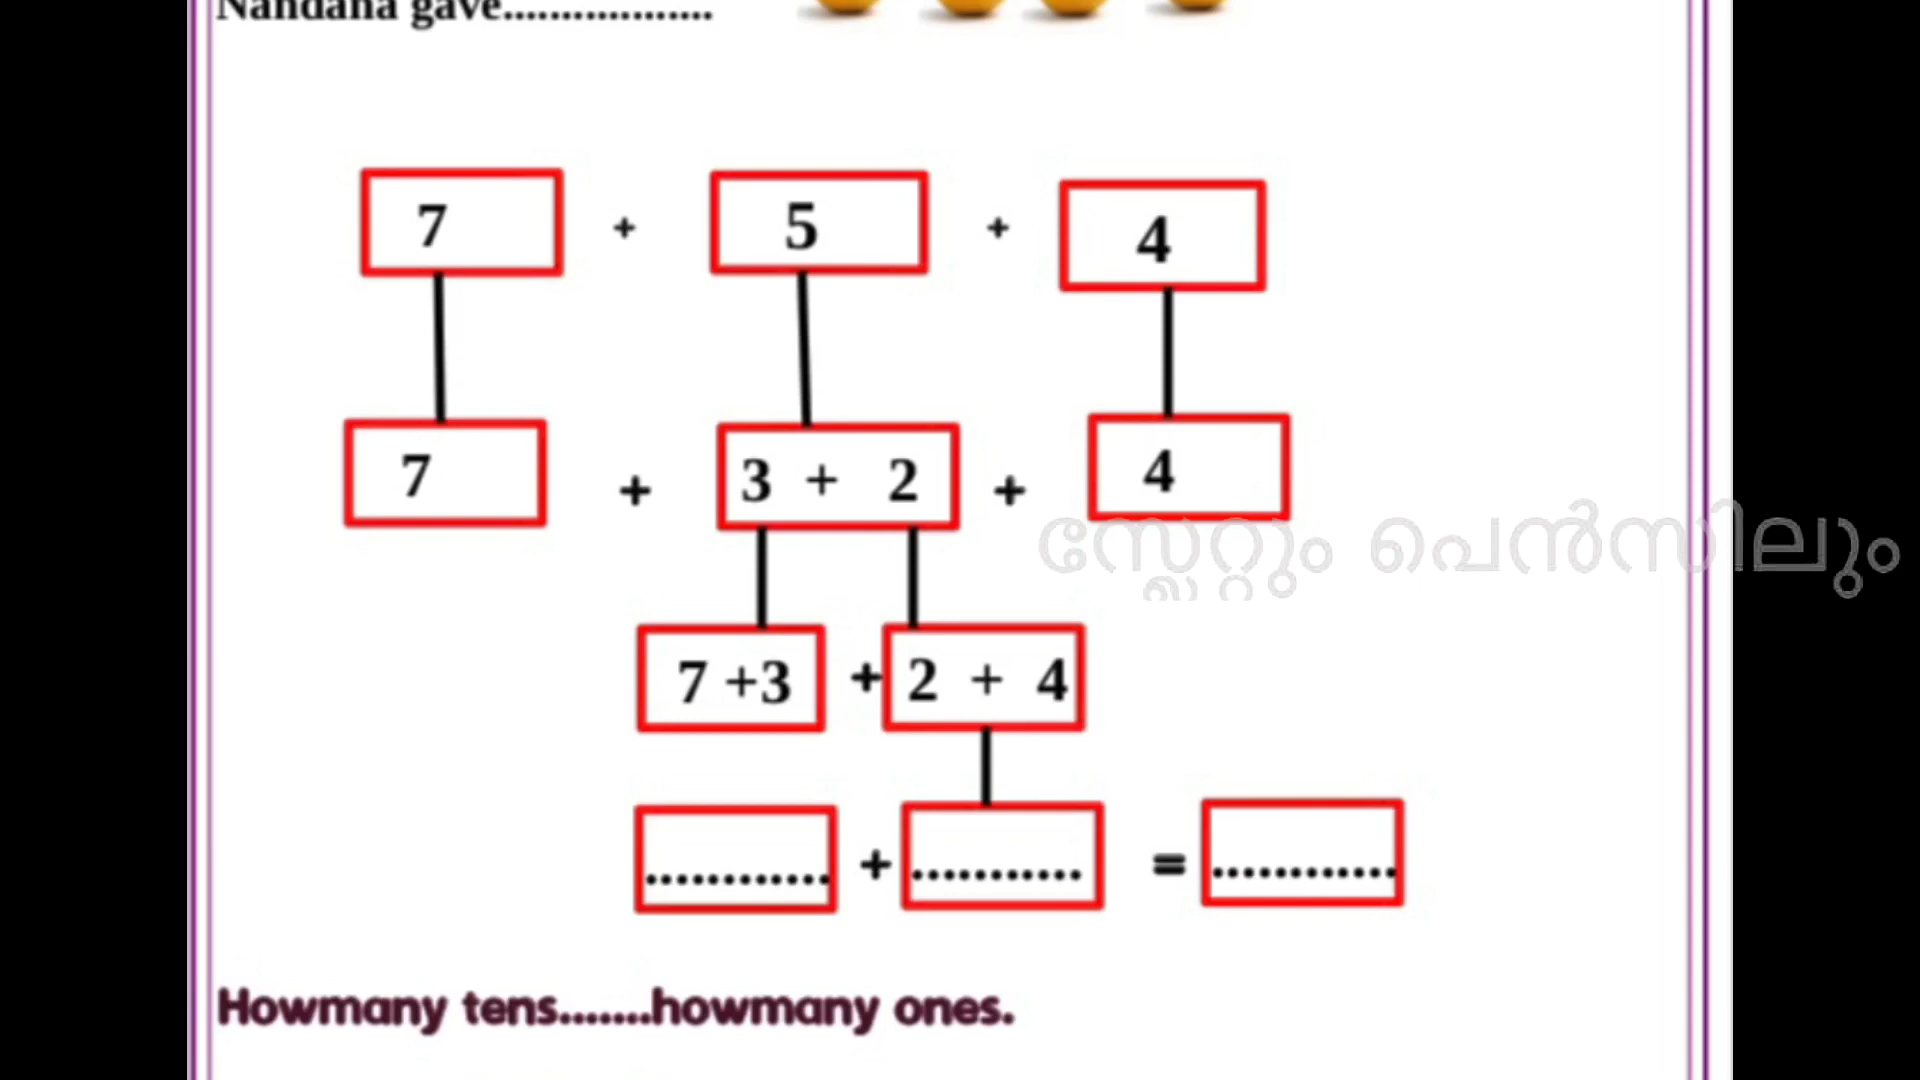 Nandana gave..................
7 + 5 + 4
7 + 3 + 2 + 4
സ്ലേറ്റും പെൻസിലും
7 +3 + 2 + 4
............ + ........... = ............
Howmany tens.......howmany ones.